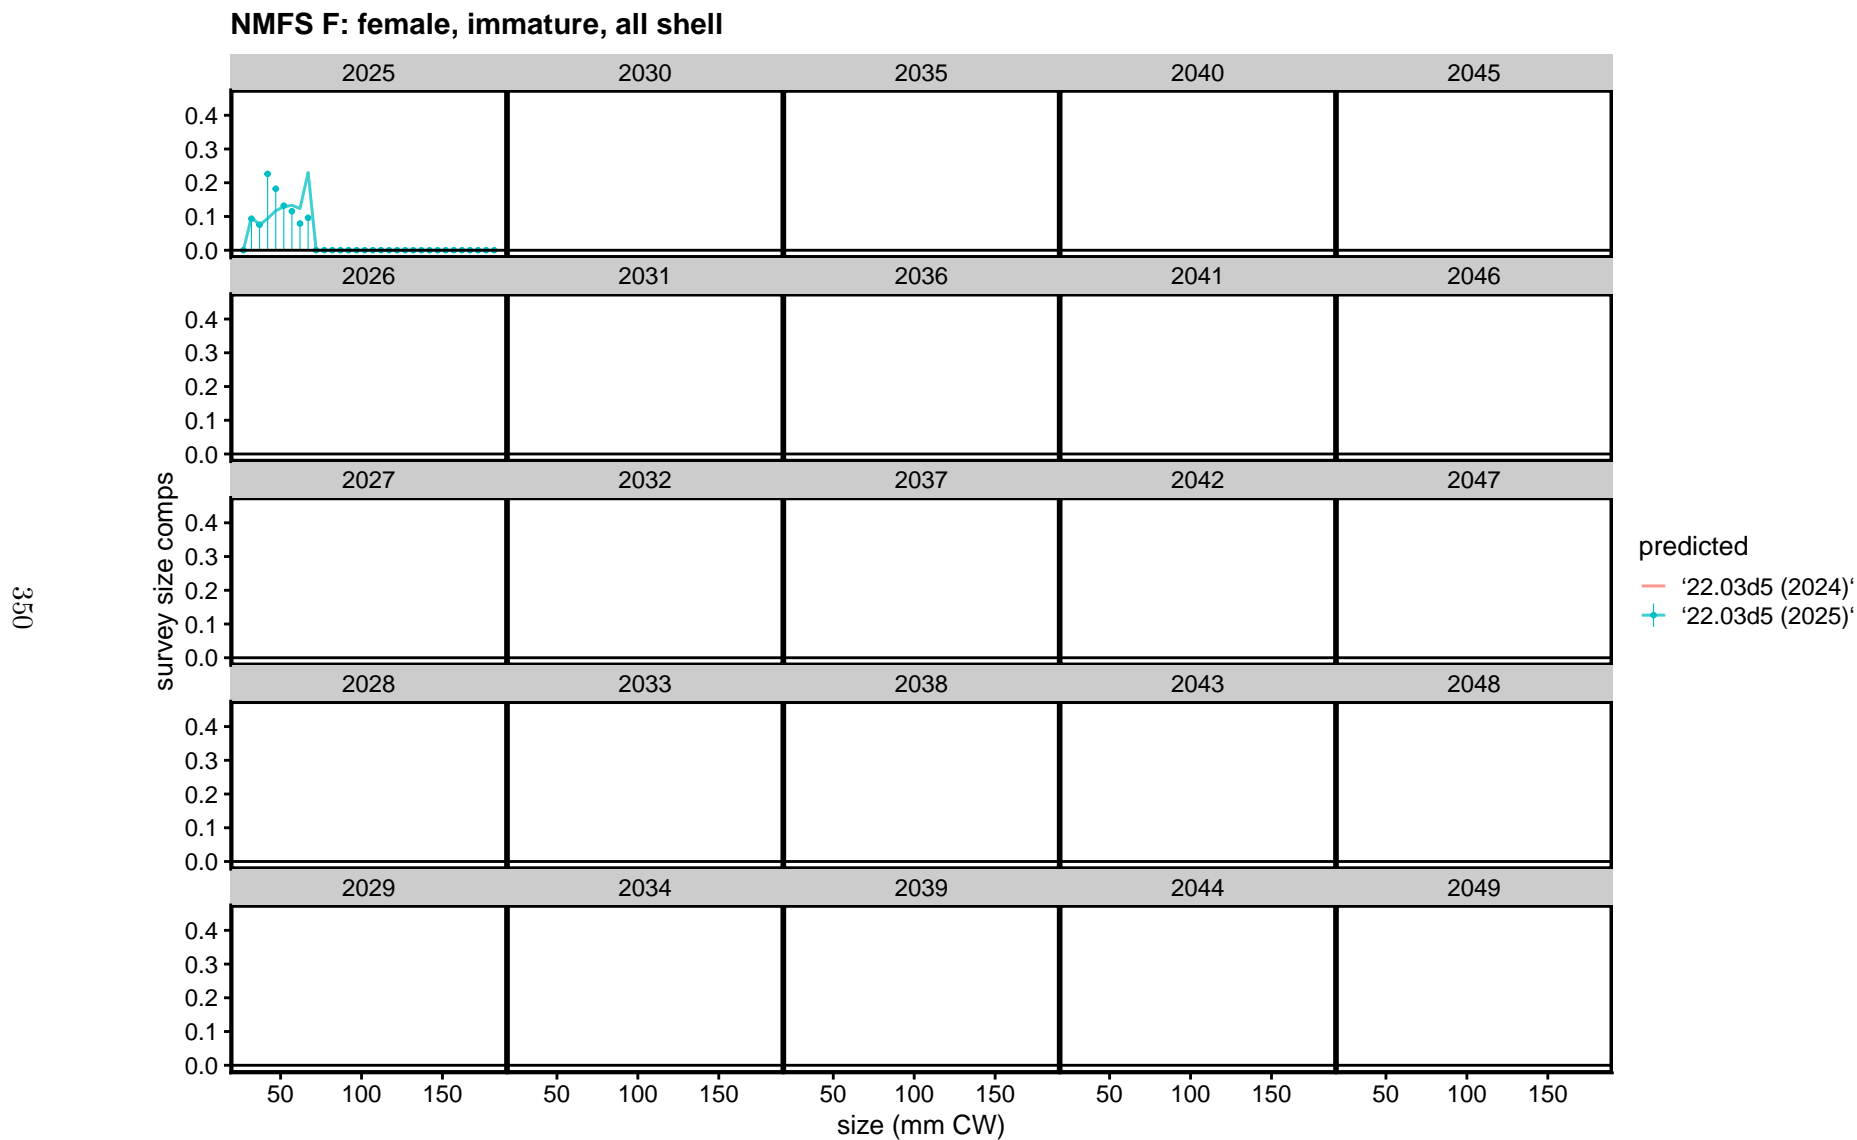 NMFS F: female, immature, all shell
2025 2030 2035 2040 2045
0.4
0.3
0.2
0.1
0.0
2026 2031 2036 2041 2046
0.4
0.3
0.2
0.1
0.0
2027 2032 2037 2042 2047
0.4
0.3
0.2
0.1
0.0
2028 2033 2038 2043 2048
0.4
0.3
0.2
0.1
0.0
2029 2034 2039 2044 2049
0.4
0.3
0.2
0.1
0.0
50 100 150 50 100 150 50 100 150 50 100 150 50 100 150
size (mm CW)
survey size comps
predicted
‘22.03d5 (2024)‘
‘22.03d5 (2025)‘
350